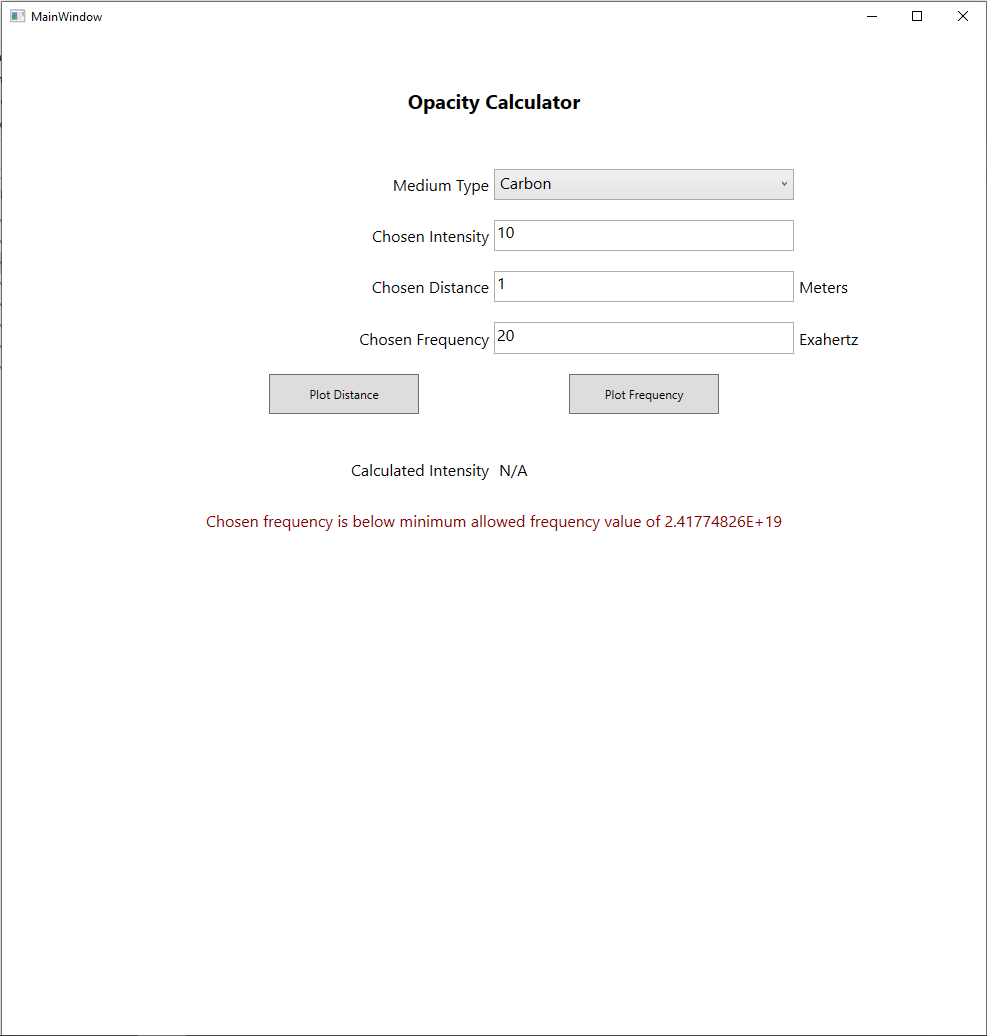 MainWindow
Opacity Calculator
Medium Type Carbon
Chosen Intensity 10
Chosen Distance 1 Meters
Chosen Frequency 20 Exahertz
Plot Distance Plot Frequency
Calculated Intensity N/A
Chosen frequency is below minimum allowed frequency value of 2.41774826E+19